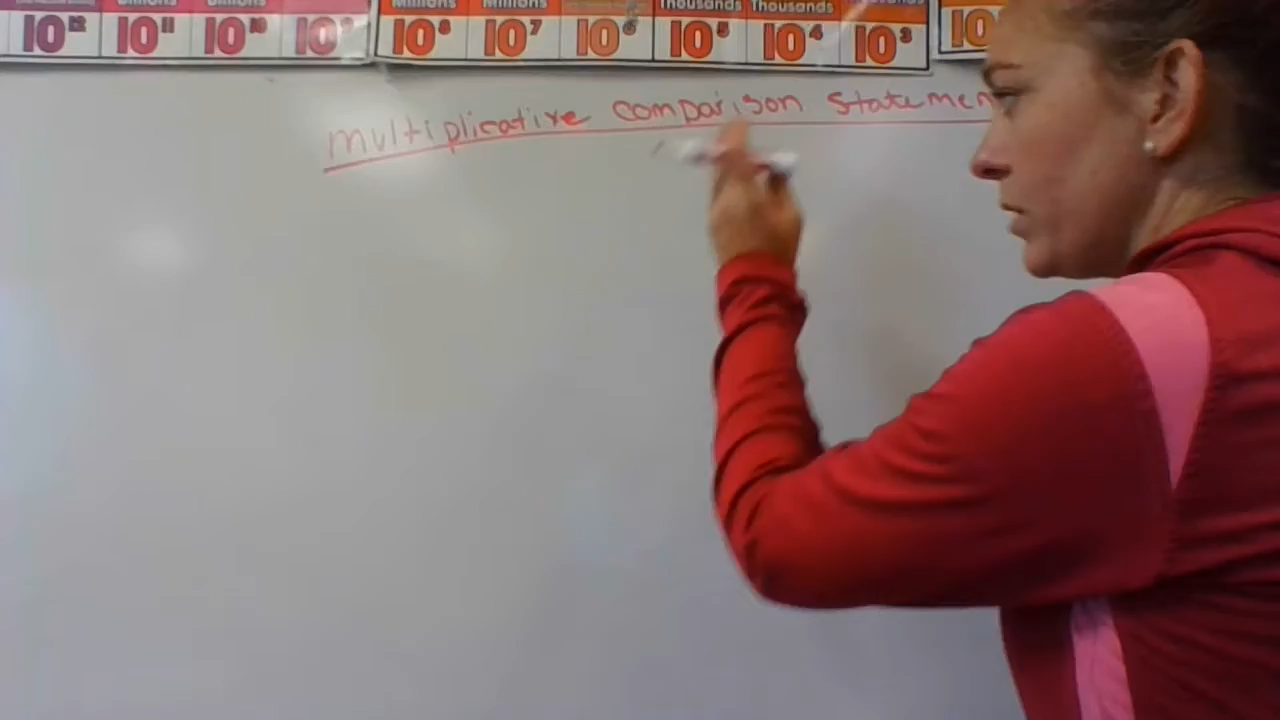 Billions Billions Millions Millions Thousands Thousands
10¹² 10¹¹ 10¹⁰ 10⁹ 10⁸ 10⁷ 10⁶ 10⁵ 10⁴ 10³ 10
multiplicative comparison statemen